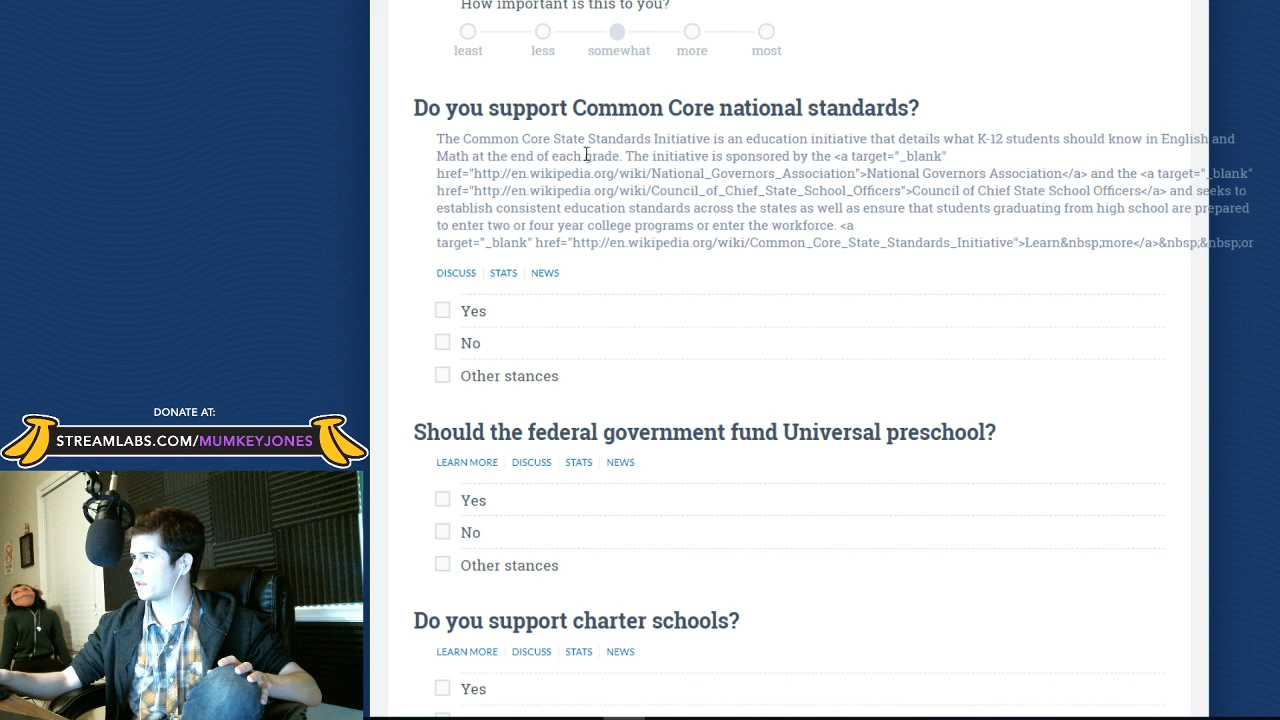 How important is this to you?
least less somewhat more most
Do you support Common Core national standards?
The Common Core State Standards Initiative is an education initiative that details what K-12 students should know in English and
Math at the end of each grade. The initiative is sponsored by the <a target="_blank"
href="http://en.wikipedia.org/wiki/National_Governors_Association">National Governors Association</a> and the <a target="_blank"
href="http://en.wikipedia.org/wiki/Council_of_Chief_State_School_Officers">Council of Chief State School Officers</a> and seeks to
establish consistent education standards across the states as well as ensure that students graduating from high school are prepared
to enter two or four year college programs or enter the workforce. <a
target="_blank" href="http://en.wikipedia.org/wiki/Common_Core_State_Standards_Initiative">Learn&nbsp;more</a>&nbsp;&nbsp;or
DISCUSS STATS NEWS
Yes
No
Other stances
Should the federal government fund Universal preschool?
LEARN MORE DISCUSS STATS NEWS
Yes
No
Other stances
Do you support charter schools?
LEARN MORE DISCUSS STATS NEWS
Yes
DONATE AT:
STREAMLABS.COM/MUMKEYJONES